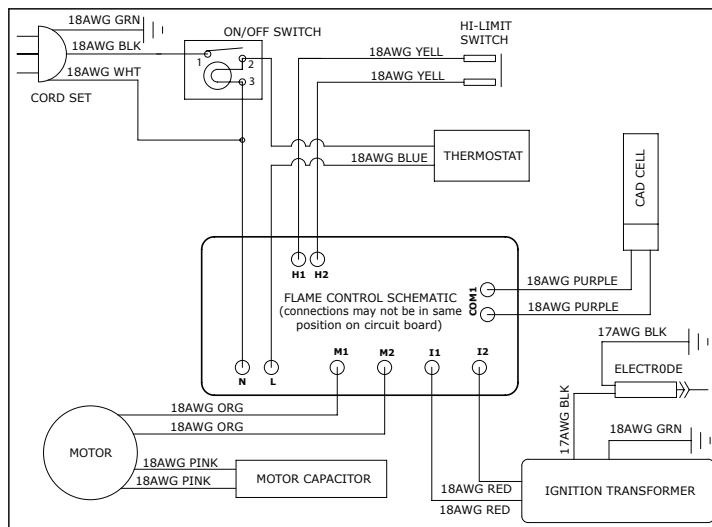 18AWG GRN
18AWG BLK
18AWG WHT
CORD SET
ON/OFF SWITCH
1
2
3
HI-LIMIT
SWITCH
18AWG YELL
18AWG YELL
18AWG BLUE
THERMOSTAT
CAD CELL
H1
H2
FLAME CONTROL SCHEMATIC
(connections may not be in same
position on circuit board)
COM1
18AWG PURPLE
18AWG PURPLE
N
L
M1
M2
I1
I2
17AWG BLK
ELECTR0DE
17AWG BLK
18AWG GRN
18AWG ORG
18AWG ORG
MOTOR
18AWG PINK
18AWG PINK
MOTOR CAPACITOR
18AWG RED
18AWG RED
IGNITION TRANSFORMER